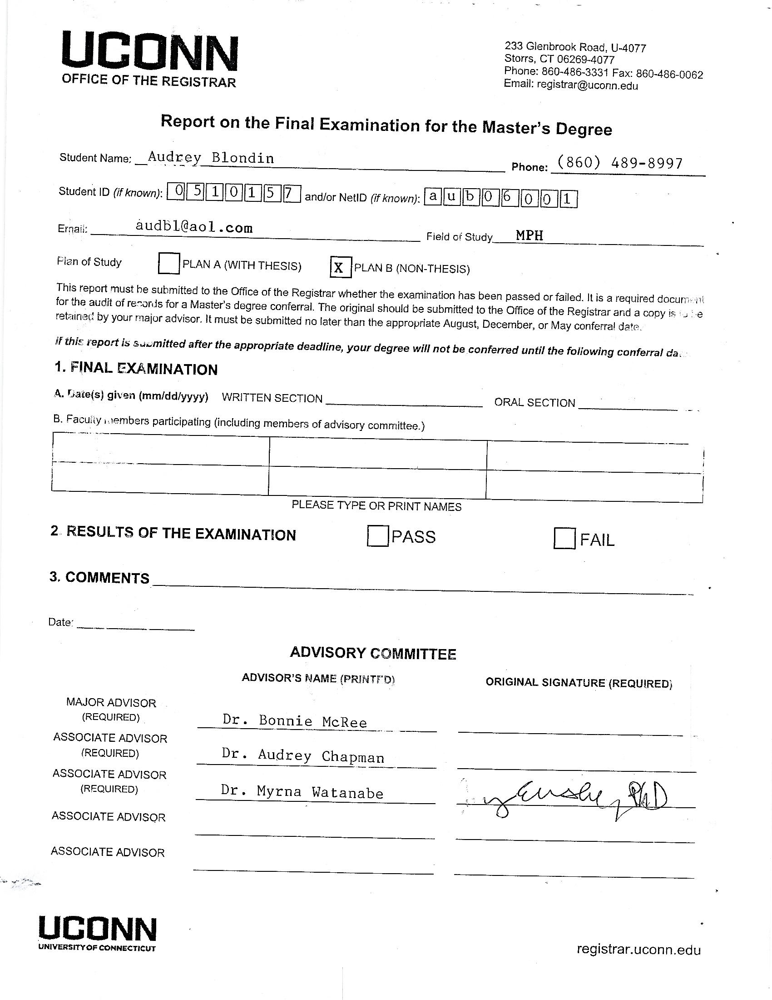 UCONN
OFFICE OF THE REGISTRAR
233 Glenbrook Road, U-4077
Storrs, CT 06269-4077
Phone: 860-486-3331 Fax: 860-486-0062
Email: registrar@uconn.edu
Report on the Final Examination for the Master's Degree
Student Name: Audrey Blondin Phone: (860) 489-8997
Student ID (if known): 0510157 and/or NetID (if known): aub06001
Email: audbl@aol.com Field of Study MPH
Plan of Study PLAN A (WITH THESIS) X PLAN B (NON-THESIS)
This report must be submitted to the Office of the Registrar whether the examination has been passed or failed. It is a required document
for the audit of records for a Master's degree conferral. The original should be submitted to the Office of the Registrar and a copy is to be
retained by your major advisor. It must be submitted no later than the appropriate August, December, or May conferral date.
If this report is submitted after the appropriate deadline, your degree will not be conferred until the following conferral da
1. FINAL EXAMINATION
A. Date(s) given (mm/dd/yyyy) WRITTEN SECTION ORAL SECTION
B. Faculty members participating (including members of advisory committee.)
PLEASE TYPE OR PRINT NAMES
2. RESULTS OF THE EXAMINATION PASS FAIL
3. COMMENTS
Date:
ADVISORY COMMITTEE
ADVISOR'S NAME (PRINTED) ORIGINAL SIGNATURE (REQUIRED)
MAJOR ADVISOR
(REQUIRED) Dr. Bonnie McRee
ASSOCIATE ADVISOR
(REQUIRED) Dr. Audrey Chapman
ASSOCIATE ADVISOR
(REQUIRED) Dr. Myrna Watanabe PhD
ASSOCIATE ADVISOR
ASSOCIATE ADVISOR
UCONN
UNIVERSITY OF CONNECTICUT
registrar.uconn.edu